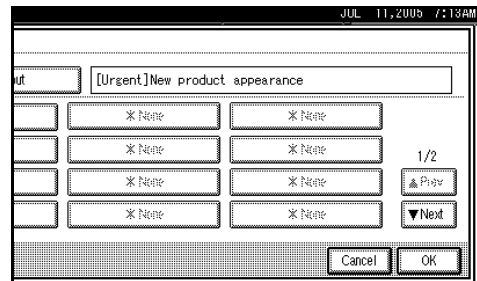 JUL 11,2005 7:13AM
ut [Urgent]New product appearance
* None * None
* None * None
1/2
* None * None ▲Prev.
* None * None ▼Next
Cancel OK